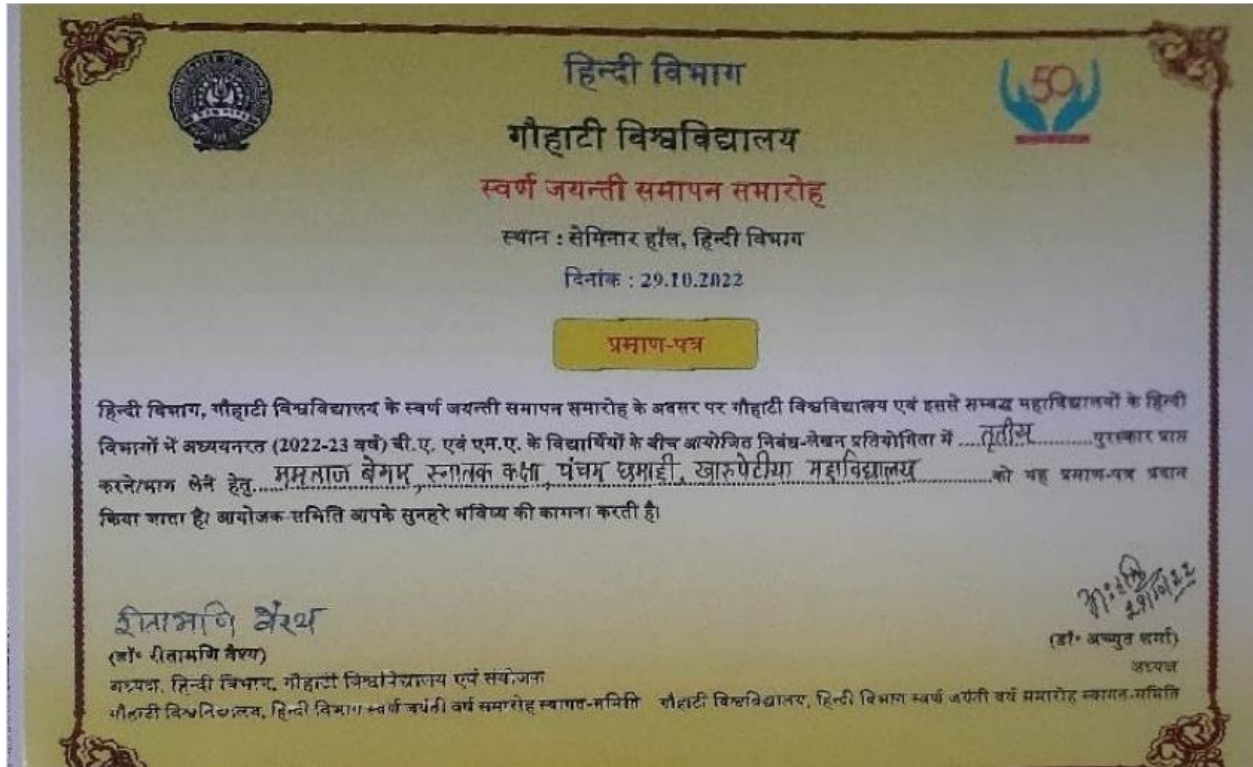 50
हिन्दी विभाग
गौहाटी विश्वविद्यालय
स्वर्ण जयन्ती समापन समारोह
स्थान : सेमिनार हॉल, हिन्दी विभाग
दिनांक : 29.10.2022
प्रमाण-पत्र
हिन्दी विभाग, गौहाटी विश्वविद्यालय के स्वर्ण जयन्ती समापन समारोह के अवसर पर गौहाटी विश्वविद्यालय एवं इससे सम्बद्ध महाविद्यालयों के हिन्दी
विभागों में अध्ययनरत (2022-23 वर्ष) बी.ए. एवं एम.ए. के विद्यार्थियों के बीच आयोजित निबंध-लेखन प्रतियोगिता में ....तृतीय.............पुरस्कार प्राप्त
करने/भाग लेने हेतु.....ममताज बेगम, स्नातक कक्षा, पंचम छमाही, खारुपेटीया महाविद्यालय............को यह प्रमाण-पत्र प्रदान
किया जाता है। आयोजक-समिति आपके सुनहरे भविष्य की कामना करती है।
रीतामणि वैश्य
(डॉ॰ रीतामणि वैश्य)
अध्यक्ष, हिन्दी विभाग, गौहाटी विश्वविद्यालय एवं संयोजक
गौहाटी विश्वविद्यालय, हिन्दी विभाग स्वर्ण जयंती वर्ष समारोह स्वागत-समिति
29/10/22
(डॉ॰ अच्युत शर्मा)
अध्यक्ष
गौहाटी विश्वविद्यालय, हिन्दी विभाग स्वर्ण जयंती वर्ष समारोह स्वागत-समिति